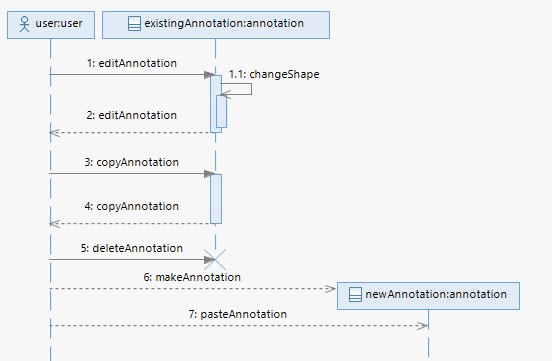 user:user
existingAnnotation:annotation
1: editAnnotation
1.1: changeShape
2: editAnnotation
3: copyAnnotation
4: copyAnnotation
5: deleteAnnotation
6: makeAnnotation
newAnnotation:annotation
7: pasteAnnotation